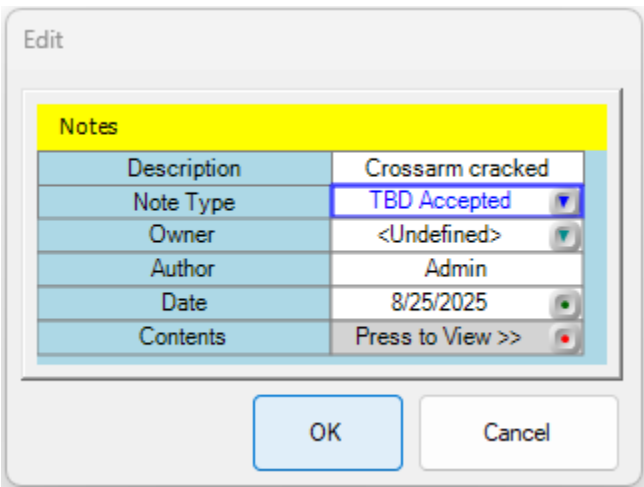 Edit
Notes
Description Crossarm cracked
Note Type TBD Accepted
Owner <Undefined>
Author Admin
Date 8/25/2025
Contents Press to View >>
OK Cancel